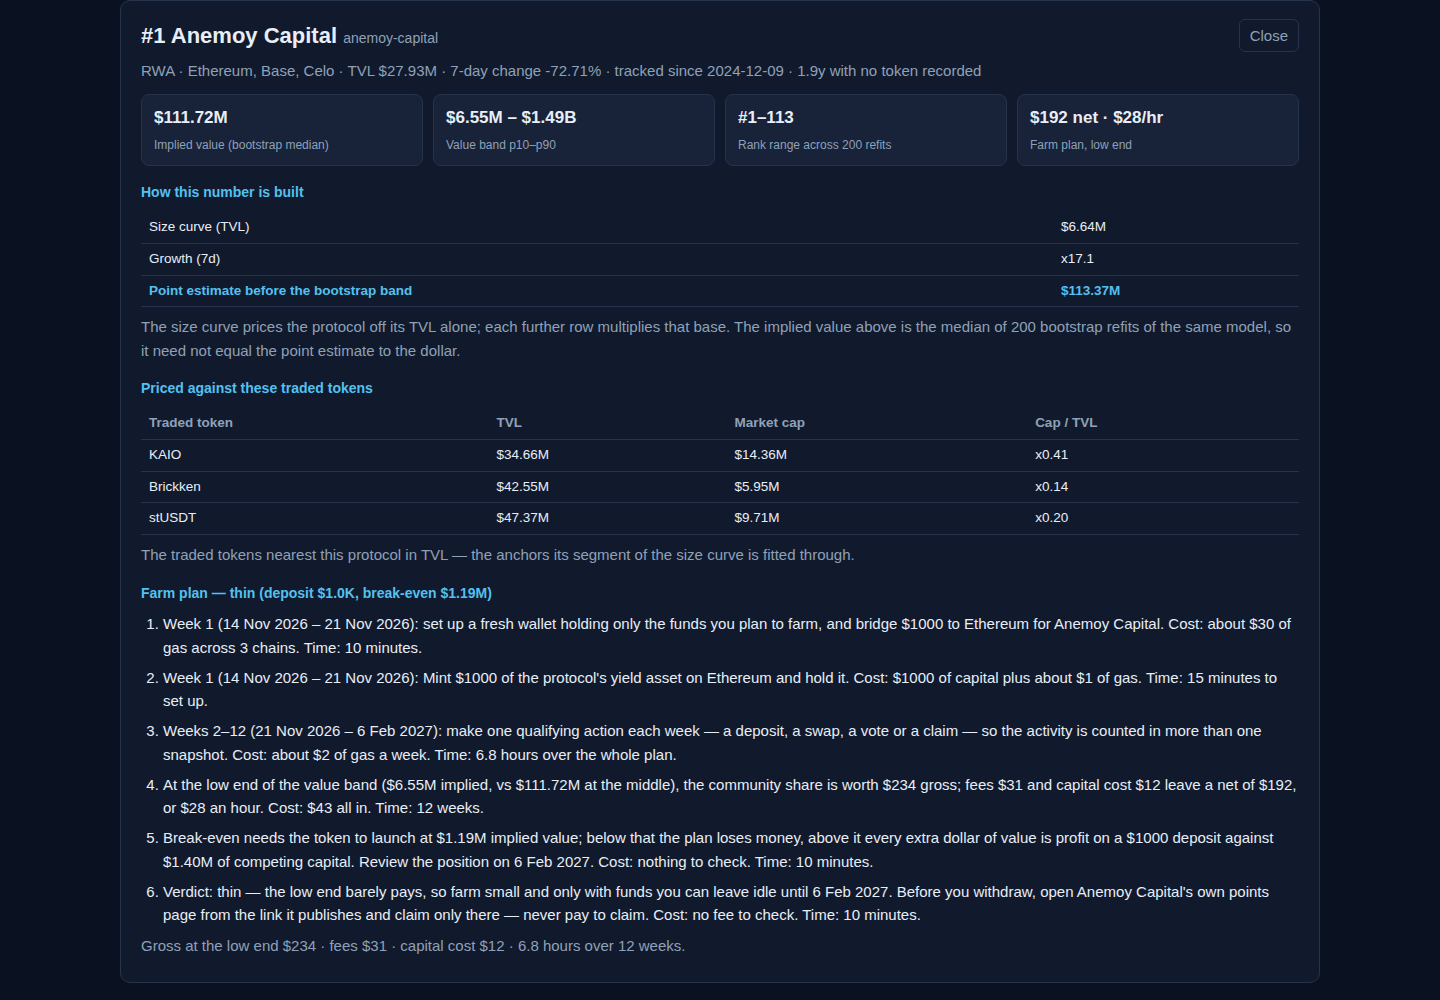 #1 Anemoy Capital anemoy-capital
Close
RWA · Ethereum, Base, Celo · TVL $27.93M · 7-day change -72.71% · tracked since 2024-12-09 · 1.9y with no token recorded
$111.72M
Implied value (bootstrap median)
$6.55M – $1.49B
Value band p10–p90
#1–113
Rank range across 200 refits
$192 net · $28/hr
Farm plan, low end
How this number is built
Size curve (TVL) $6.64M
Growth (7d) x17.1
Point estimate before the bootstrap band $113.37M
The size curve prices the protocol off its TVL alone; each further row multiplies that base. The implied value above is the median of 200 bootstrap refits of the same model, so
it need not equal the point estimate to the dollar.
Priced against these traded tokens
Traded token TVL Market cap Cap / TVL
KAIO $34.66M $14.36M x0.41
Brickken $42.55M $5.95M x0.14
stUSDT $47.37M $9.71M x0.20
The traded tokens nearest this protocol in TVL — the anchors its segment of the size curve is fitted through.
Farm plan — thin (deposit $1.0K, break-even $1.19M)
1. Week 1 (14 Nov 2026 – 21 Nov 2026): set up a fresh wallet holding only the funds you plan to farm, and bridge $1000 to Ethereum for Anemoy Capital. Cost: about $30 of
gas across 3 chains. Time: 10 minutes.
2. Week 1 (14 Nov 2026 – 21 Nov 2026): Mint $1000 of the protocol's yield asset on Ethereum and hold it. Cost: $1000 of capital plus about $1 of gas. Time: 15 minutes to
set up.
3. Weeks 2–12 (21 Nov 2026 – 6 Feb 2027): make one qualifying action each week — a deposit, a swap, a vote or a claim — so the activity is counted in more than one
snapshot. Cost: about $2 of gas a week. Time: 6.8 hours over the whole plan.
4. At the low end of the value band ($6.55M implied, vs $111.72M at the middle), the community share is worth $234 gross; fees $31 and capital cost $12 leave a net of $192,
or $28 an hour. Cost: $43 all in. Time: 12 weeks.
5. Break-even needs the token to launch at $1.19M implied value; below that the plan loses money, above it every extra dollar of value is profit on a $1000 deposit against
$1.40M of competing capital. Review the position on 6 Feb 2027. Cost: nothing to check. Time: 10 minutes.
6. Verdict: thin — the low end barely pays, so farm small and only with funds you can leave idle until 6 Feb 2027. Before you withdraw, open Anemoy Capital's own points
page from the link it publishes and claim only there — never pay to claim. Cost: no fee to check. Time: 10 minutes.
Gross at the low end $234 · fees $31 · capital cost $12 · 6.8 hours over 12 weeks.